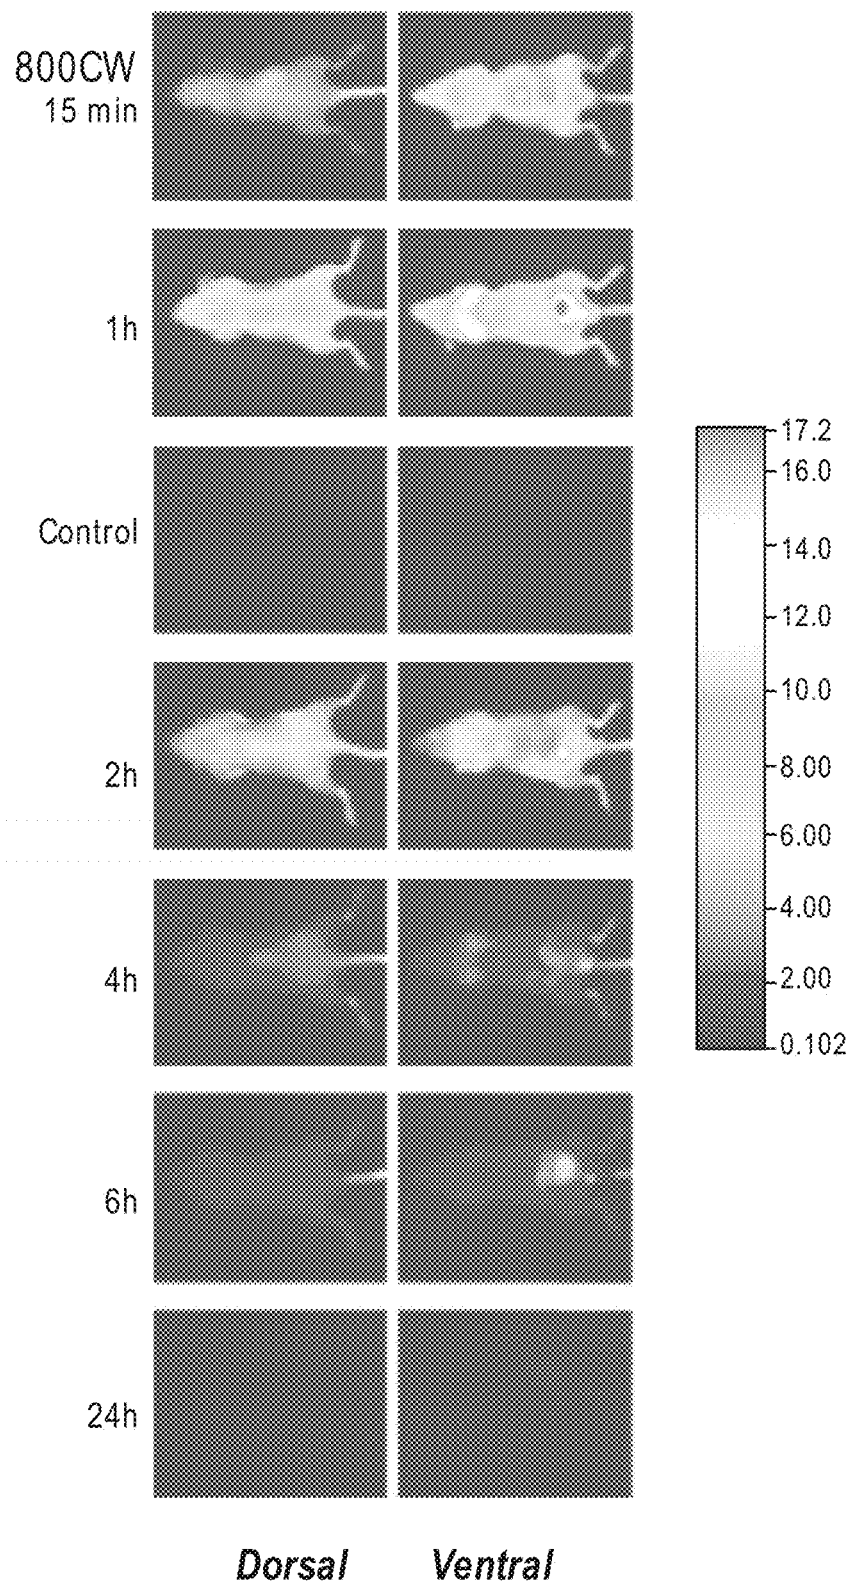 800CW
15 min
1h
Control
2h
4h
6h
24h
17.2
16.0
14.0
12.0
10.0
8.00
6.00
4.00
2.00
0.102
Dorsal Ventral